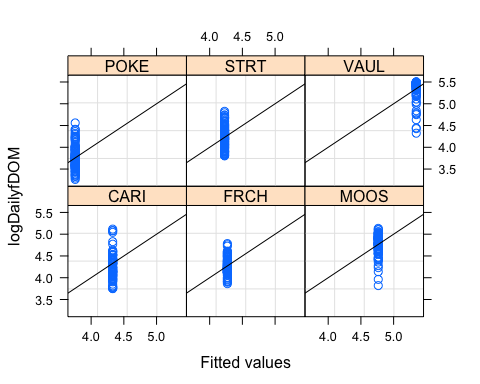 4.0 4.5 5.0
POKE STRT VAUL
5.5
5.0
4.5
4.0
3.5
logDailyfDOM
CARI FRCH MOOS
5.5
5.0
4.5
4.0
3.5
4.0 4.5 5.0 4.0 4.5 5.0
Fitted values